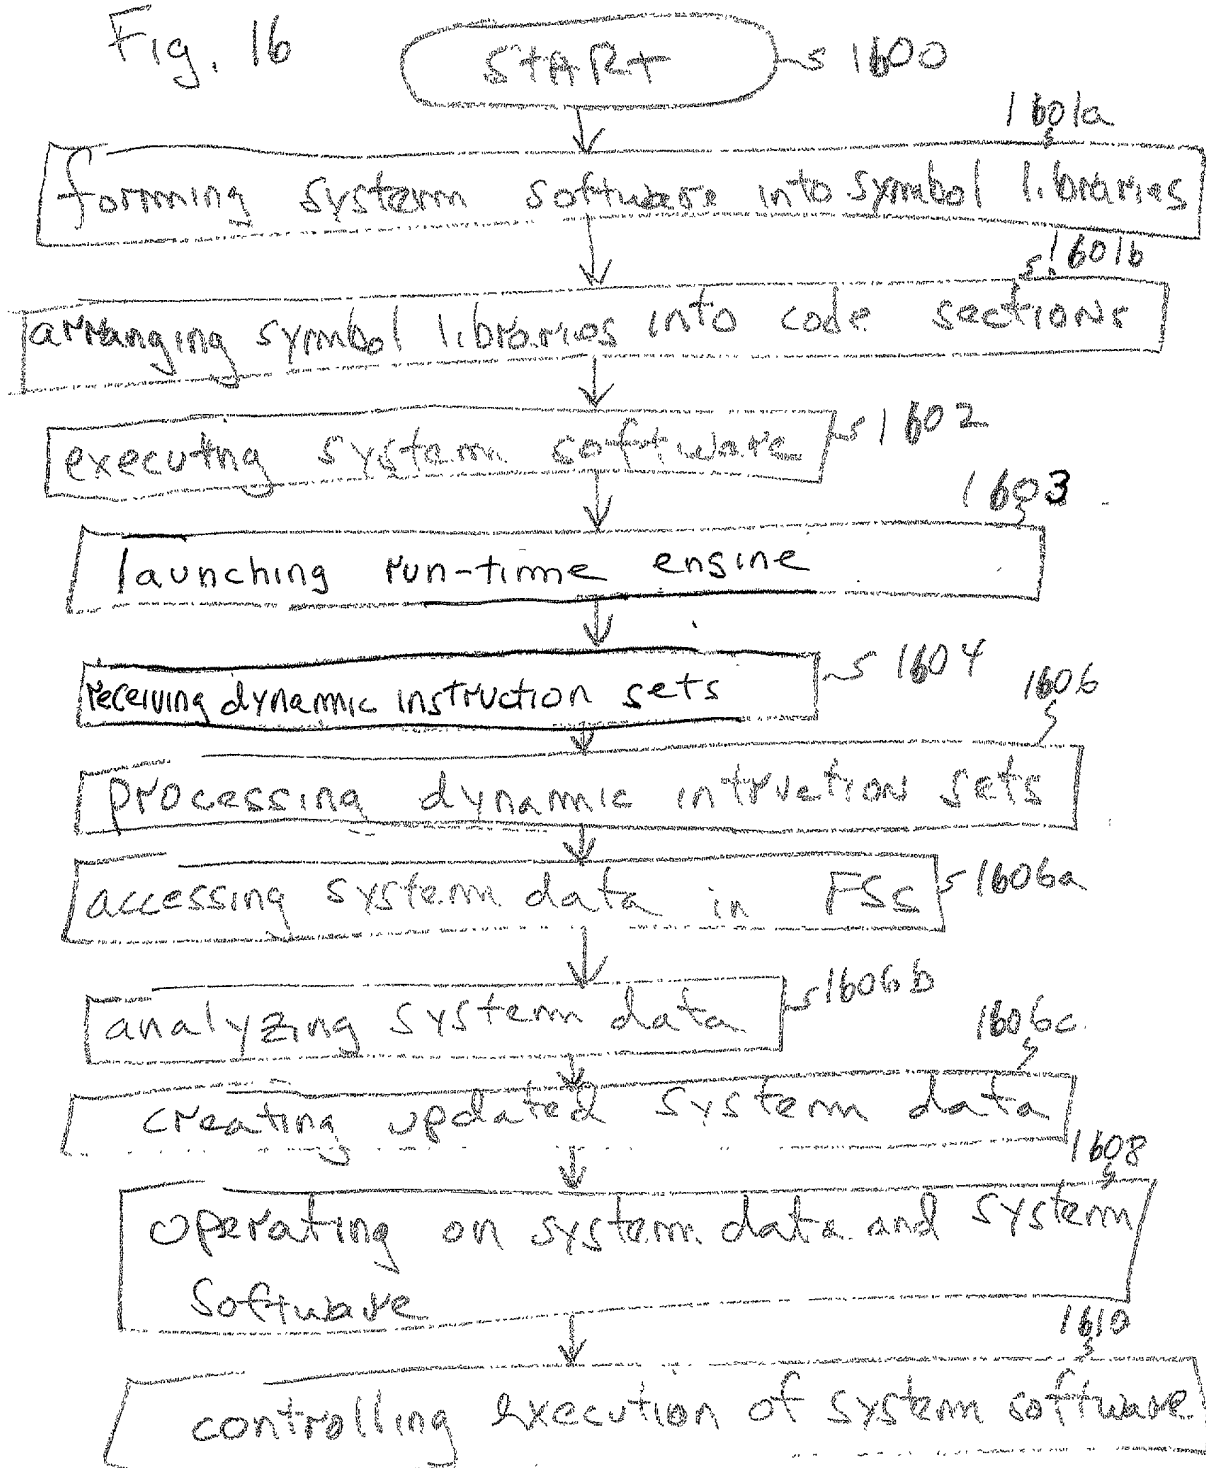 Fig. 16
START 1600
1601a
forming system software into symbol libraries
1601b
arranging symbol libraries into code sections
executng system software 1602
1603
launching run-time engine
receiving dynamic instruction sets 1604
1606
processing dynamic intruction sets
accessing system data in FSs 1606a
analyzing system data 1606b
1606c
creating updated system data
1608
operating on system data and system
software
1610
controlling execution of system software